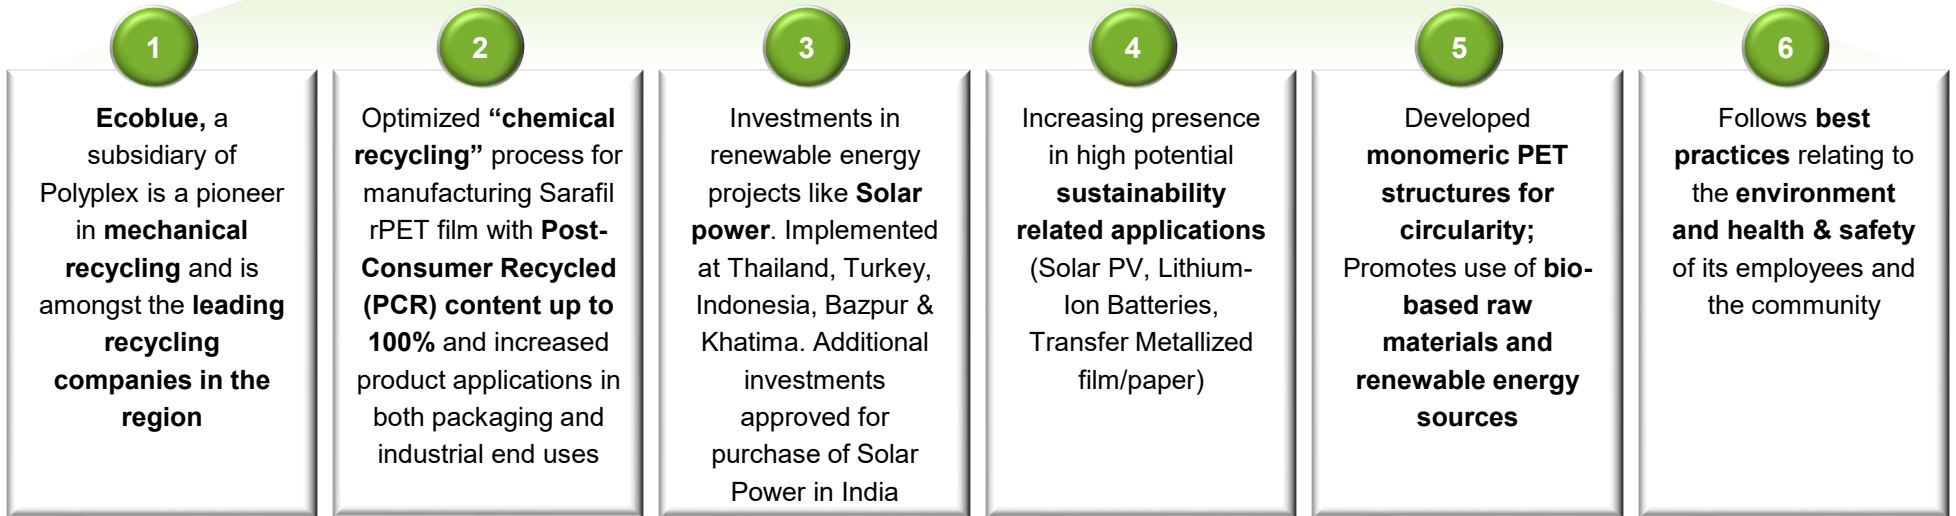 1
Ecoblue, a
subsidiary of
Polyplex is a pioneer
in mechanical
recycling and is
amongst the leading
recycling
companies in the
region
2
Optimized “chemical
recycling” process for
manufacturing Sarafil
rPET film with Post-
Consumer Recycled
(PCR) content up to
100% and increased
product applications in
both packaging and
industrial end uses
3
Investments in
renewable energy
projects like Solar
power. Implemented
at Thailand, Turkey,
Indonesia, Bazpur &
Khatima. Additional
investments
approved for
purchase of Solar
Power in India
4
Increasing presence
in high potential
sustainability
related applications
(Solar PV, Lithium-
Ion Batteries,
Transfer Metallized
film/paper)
5
Developed
monomeric PET
structures for
circularity;
Promotes use of bio-
based raw
materials and
renewable energy
sources
6
Follows best
practices relating to
the environment
and health & safety
of its employees and
the community